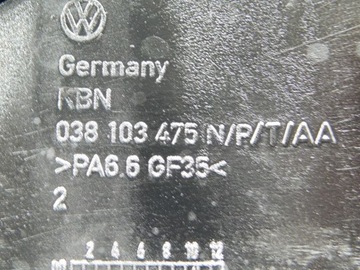 Germany
KBN
038 103 475 N/P/T/AA
>PA6.6 GF35<
2
2 4 6 8 10 12